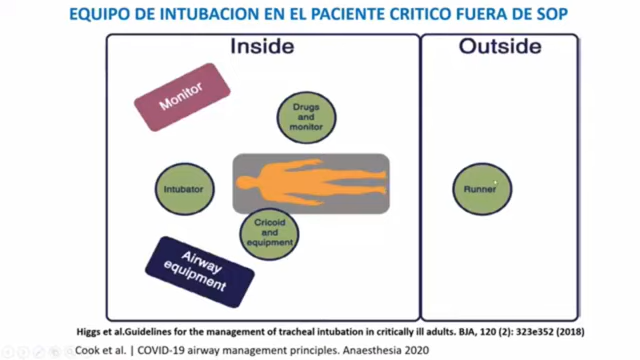 EQUIPO DE INTUBACION EN EL PACIENTE CRITICO FUERA DE SOP
Inside
Outside
Monitor
Drugs
and
monitor
Intubator
Runner
Cricoid
and
equipment
Airway
equipment
Higgs et al.Guidelines for the management of tracheal intubation in critically ill adults. BJA, 120 (2): 323e352 (2018)
Cook et al. | COVID-19 airway management principles. Anaesthesia 2020